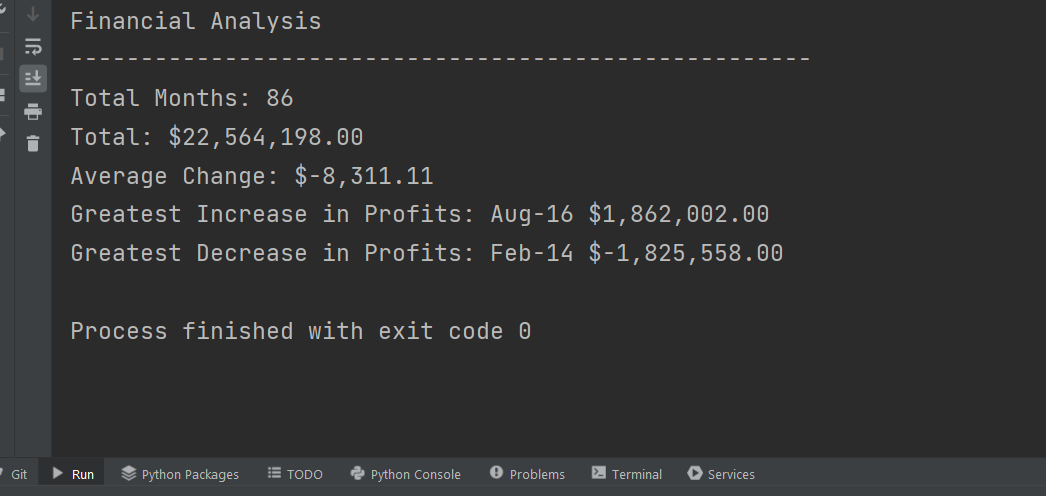 Financial Analysis
-----------------------------------------------------
Total Months: 86
Total: $22,564,198.00
Average Change: $-8,311.11
Greatest Increase in Profits: Aug-16 $1,862,002.00
Greatest Decrease in Profits: Feb-14 $-1,825,558.00
Process finished with exit code 0
Git Run Python Packages TODO Python Console Problems Terminal Services